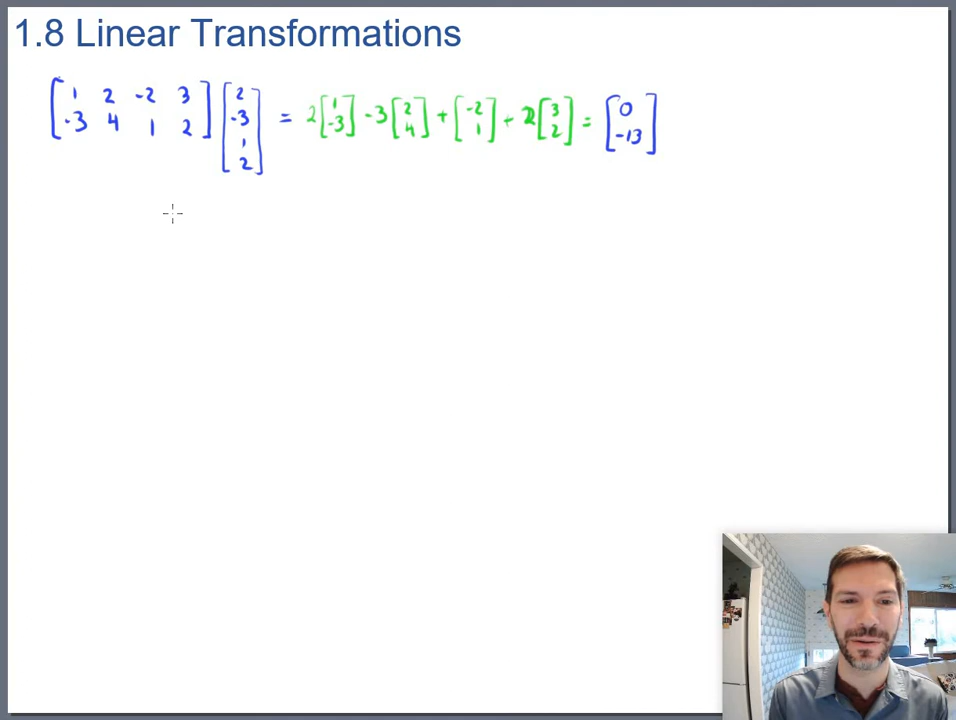 1.8 Linear Transformations
[1 2 -2 3; -3 4 1 2] [2; -3; 1; 2] = 2[1; -3] -3[2; 4] + [-2; 1] + 2[3; 2] = [0; -13]